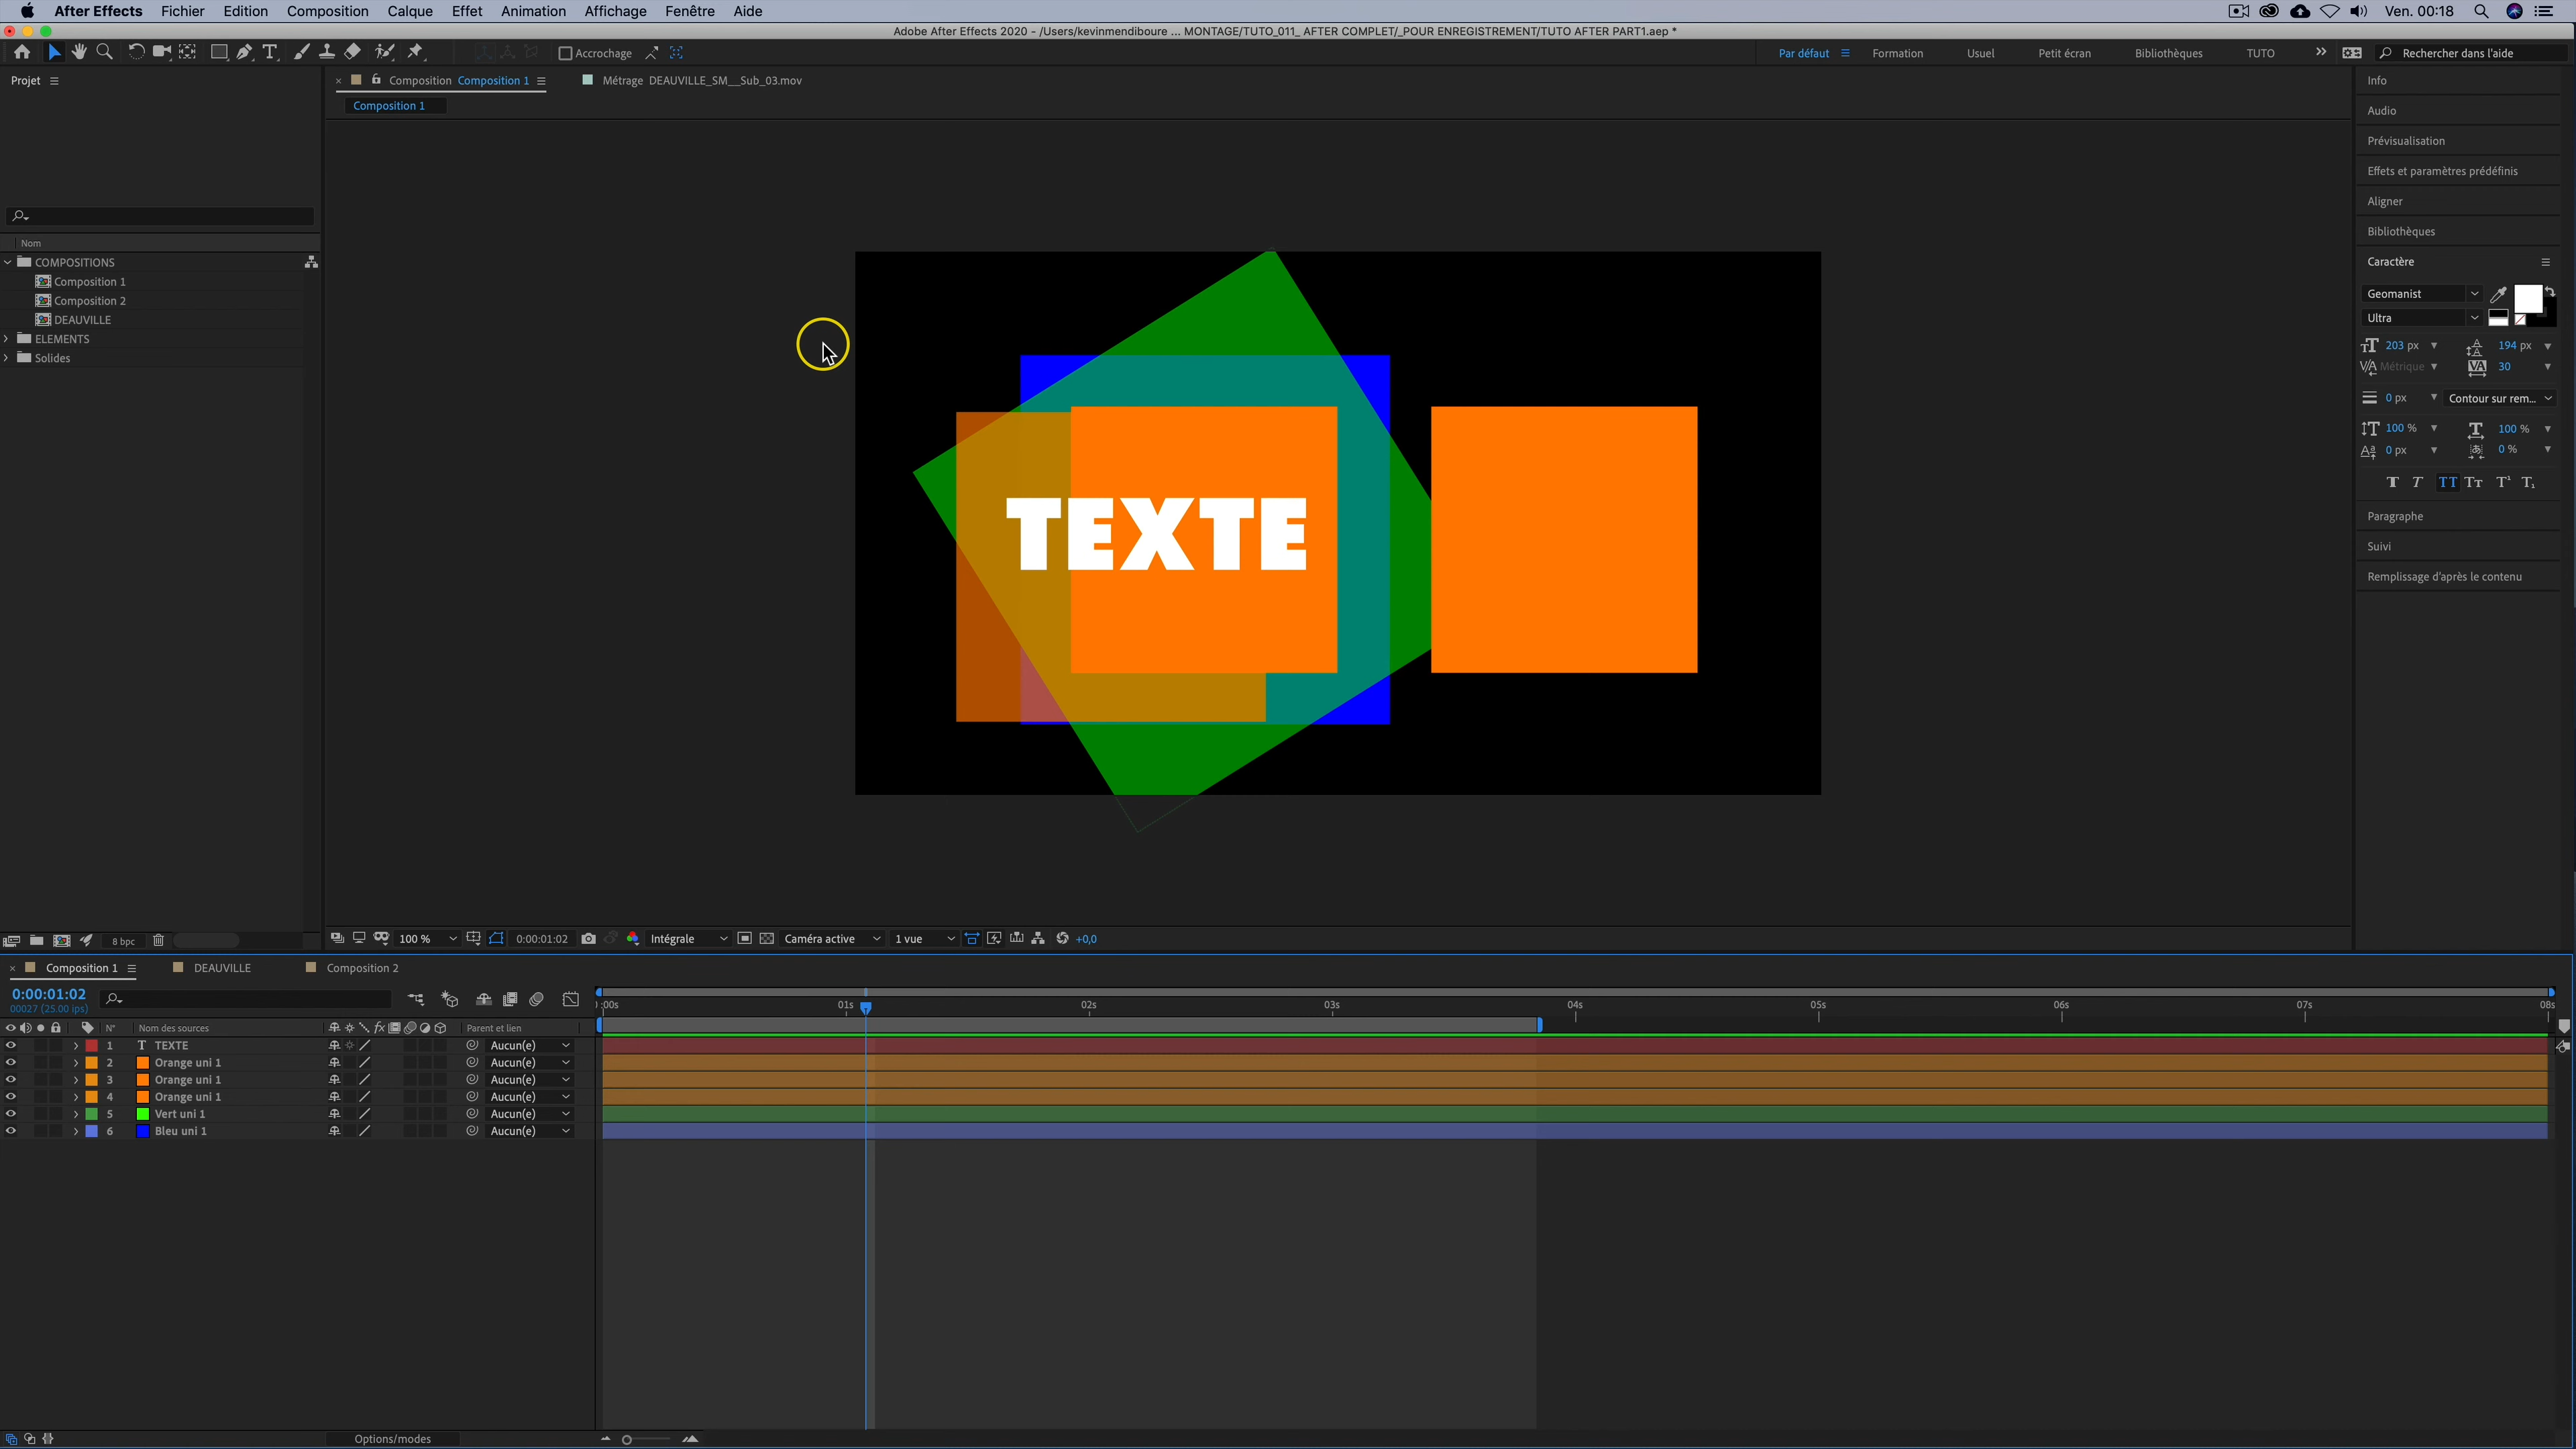 After Effects Fichier Edition Composition Calque Effet Animation Affichage Fenêtre Aide Ven. 00:18
Adobe After Effects 2020 - /Users/kevinmendiboure ... MONTAGE/TUTO_011_ AFTER COMPLET/_POUR ENREGISTREMENT/TUTO AFTER PART1.aep *
Accrochage Par défaut Formation Usuel Petit écran Bibliothèques TUTO Rechercher dans l'aide
Projet
Composition Composition 1 Métrage DEAUVILLE_SM__Sub_03.mov
Composition 1
Nom
COMPOSITIONS
Composition 1
Composition 2
DEAUVILLE
ELEMENTS
Solides
TEXTE
Info
Audio
Prévisualisation
Effets et paramètres prédéfinis
Aligner
Bibliothèques
Caractère
Geomanist
Ultra
203 px 194 px
Métrique 30
0 px Contour sur rem...
100 % 100 %
0 px 0 %
Paragraphe
Suivi
Remplissage d'après le contenu
8 bpc 100 % 0:00:01:02 Intégrale Caméra active 1 vue +0,0
Composition 1 DEAUVILLE Composition 2
0:00:01:02
00027 (25.00 ips)
:00s 01s 02s 03s 04s 05s 06s 07s 08s
N° Nom des sources Parent et lien
1 TEXTE Aucun(e)
2 Orange uni 1 Aucun(e)
3 Orange uni 1 Aucun(e)
4 Orange uni 1 Aucun(e)
5 Vert uni 1 Aucun(e)
6 Bleu uni 1 Aucun(e)
Options/modes